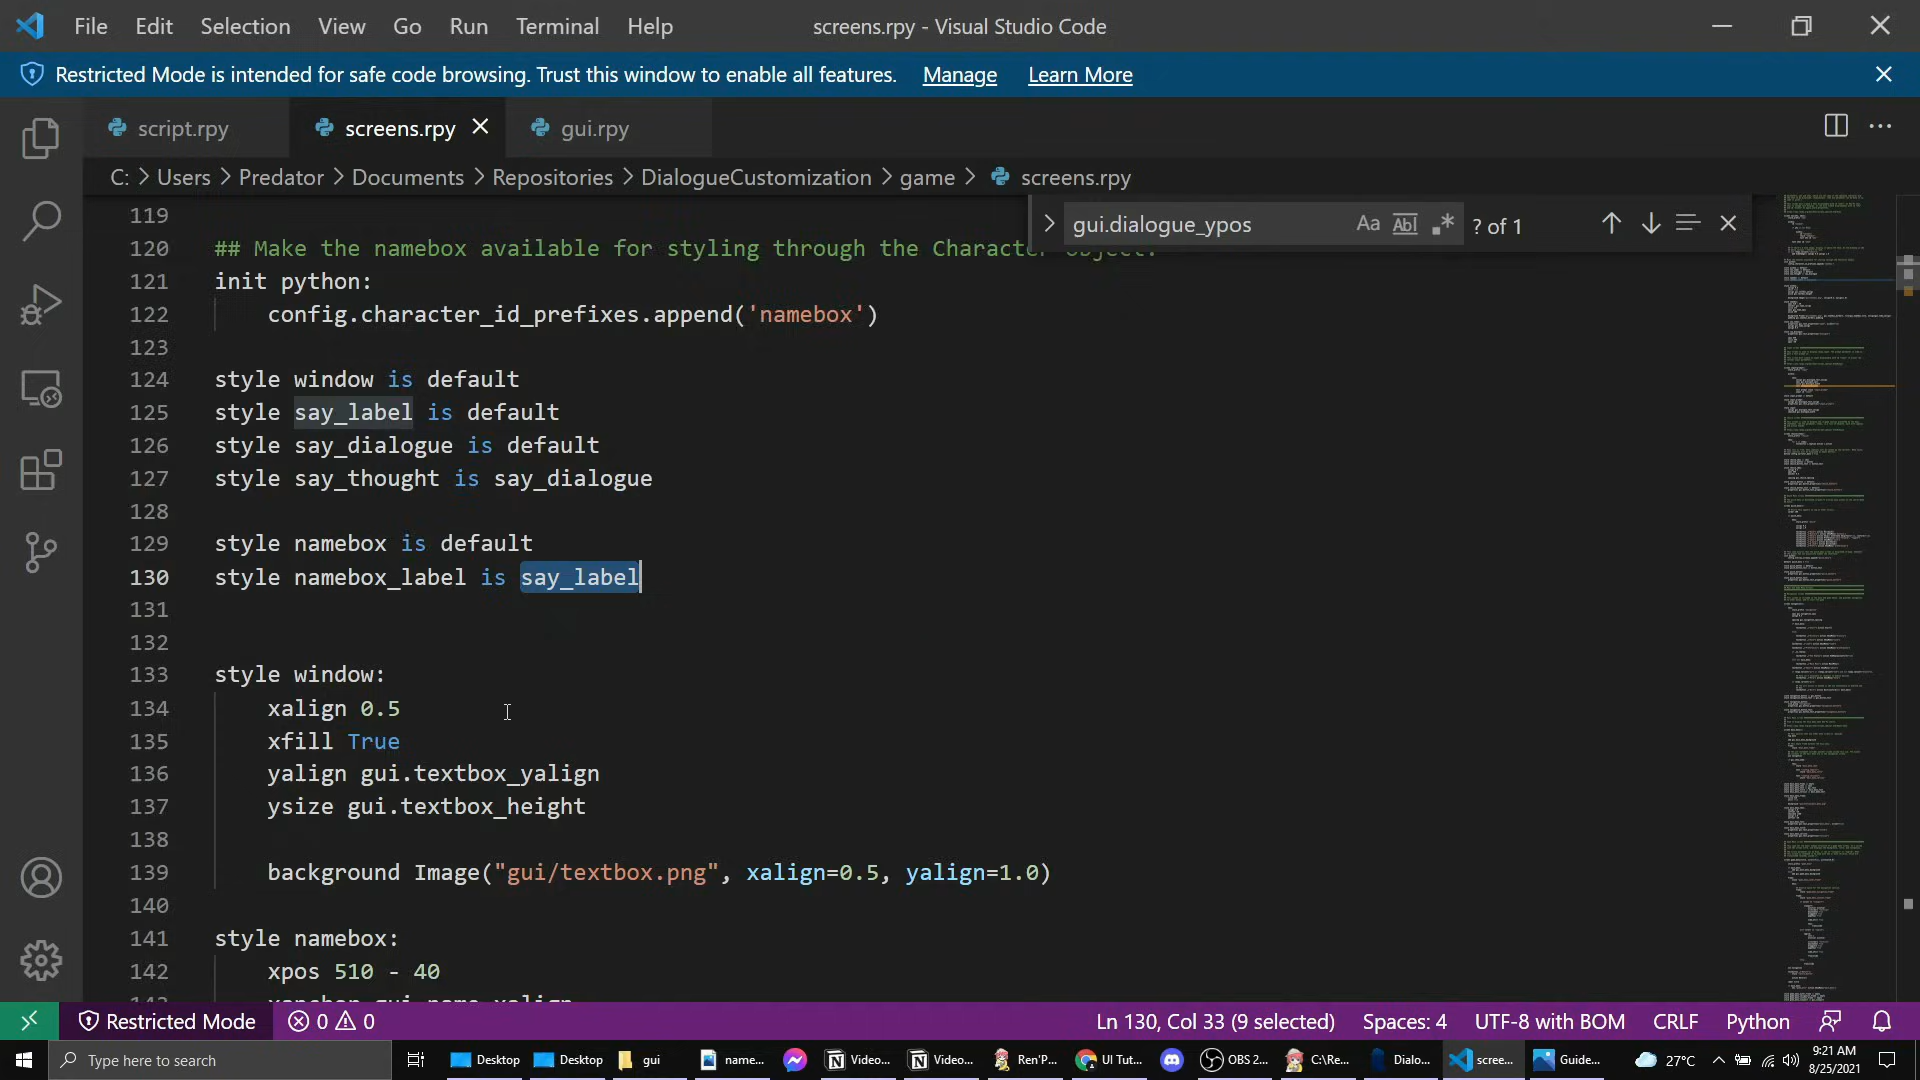 File Edit Selection View Go Run Terminal Help screens.rpy - Visual Studio Code
Restricted Mode is intended for safe code browsing. Trust this window to enable all features. Manage Learn More
script.rpy screens.rpy gui.rpy
C: > Users > Predator > Documents > Repositories > DialogueCustomization > game > screens.rpy
gui.dialogue_ypos Aa Abl .* ? of 1
119
120 ## Make the namebox available for styling through the Character object.
121 init python:
122 config.character_id_prefixes.append('namebox')
123
124 style window is default
125 style say_label is default
126 style say_dialogue is default
127 style say_thought is say_dialogue
128
129 style namebox is default
130 style namebox_label is say_label
131
132
133 style window:
134 xalign 0.5
135 xfill True
136 yalign gui.textbox_yalign
137 ysize gui.textbox_height
138
139 background Image("gui/textbox.png", xalign=0.5, yalign=1.0)
140
141 style namebox:
142 xpos 510 - 40
143 xanchor gui.name_xalign
Restricted Mode 0 0 Ln 130, Col 33 (9 selected) Spaces: 4 UTF-8 with BOM CRLF Python
Type here to search Desktop Desktop gui name... Video... Video... Ren'P... UI Tut... OBS 2... C:\Re... Dialo... scree... Guide... 27°C 9:21 AM
8/25/2021